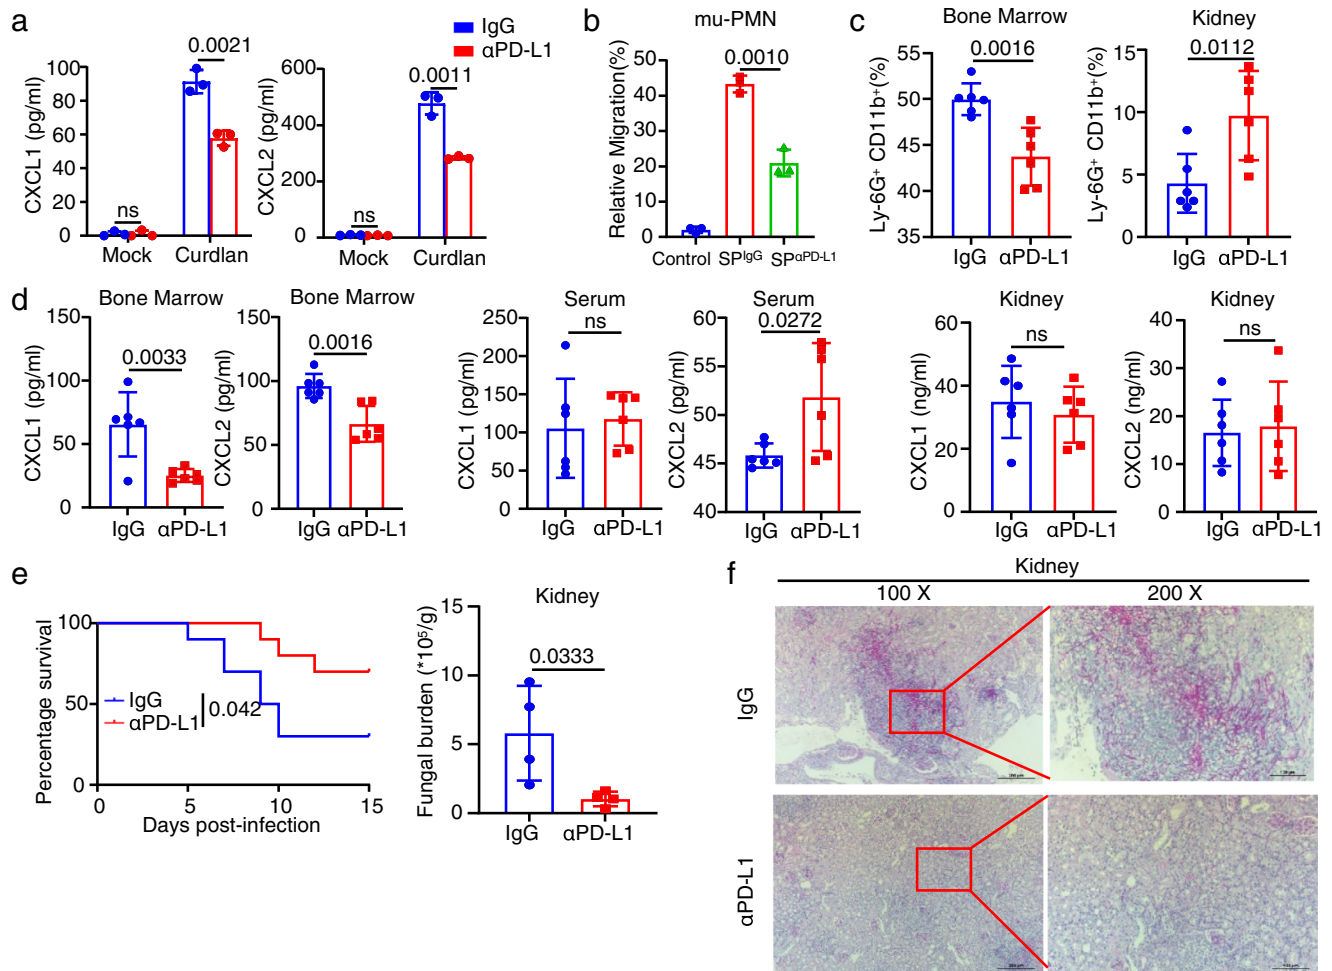 a
IgG
αPD-L1
CXCL1 (pg/ml)
100
80
60
40
20
0
0.0021
ns
Mock
Curdlan
CXCL2 (pg/ml)
600
400
200
0
0.0011
ns
Mock
Curdlan
b
mu-PMN
Relative Migration(%)
50
40
30
20
10
0
0.0010
Control
SPIgG
SPαPD-L1
c
Bone Marrow
Ly-6G+ CD11b+(%)
55
50
45
40
35
0.0016
IgG
αPD-L1
Kidney
Ly-6G+ CD11b+(%)
15
10
5
0
0.0112
IgG
αPD-L1
d
Bone Marrow
CXCL1 (pg/ml)
150
100
50
0
0.0033
IgG
αPD-L1
Bone Marrow
CXCL2 (pg/ml)
150
100
50
0
0.0016
IgG
αPD-L1
Serum
CXCL1 (pg/ml)
250
200
150
100
50
0
ns
IgG
αPD-L1
Serum
CXCL2 (pg/ml)
60
55
50
45
40
0.0272
IgG
αPD-L1
Kidney
CXCL1 (ng/ml)
60
40
20
0
ns
IgG
αPD-L1
Kidney
CXCL2 (ng/ml)
40
30
20
10
0
ns
IgG
αPD-L1
e
Percentage survival
100
50
0
IgG
αPD-L1
0.042
0
5
10
15
Days post-infection
Kidney
Fungal burden (*10⁵/g)
15
10
5
0
0.0333
IgG
αPD-L1
f
Kidney
100 X
200 X
IgG
αPD-L1